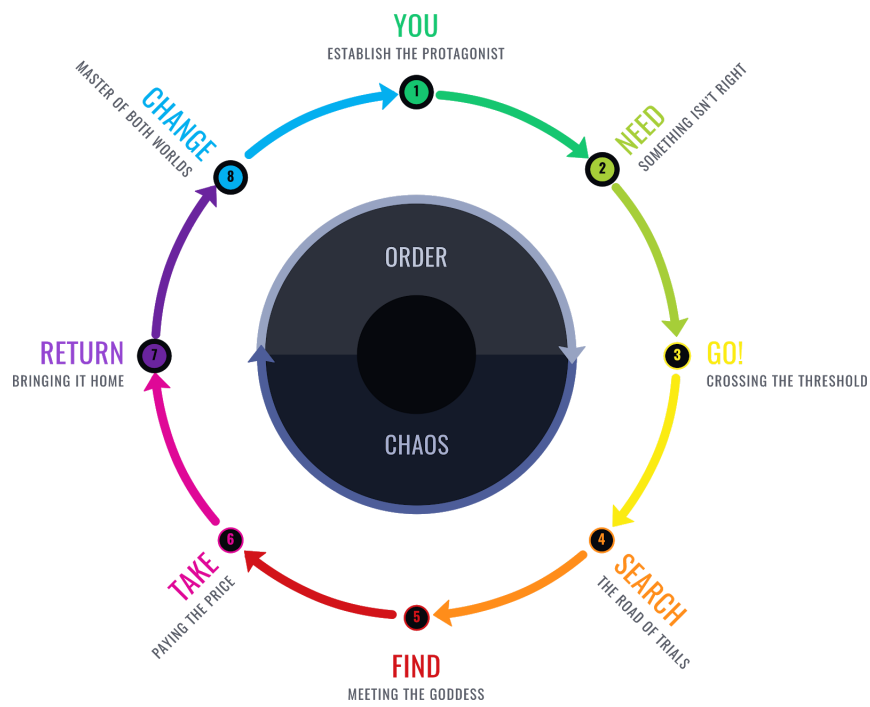 YOU
ESTABLISH THE PROTAGONIST
1
NEED
SOMETHING ISN'T RIGHT
2
GO!
CROSSING THE THRESHOLD
3
SEARCH
THE ROAD OF TRIALS
4
FIND
MEETING THE GODDESS
5
TAKE
PAYING THE PRICE
6
RETURN
BRINGING IT HOME
7
CHANGE
MASTER OF BOTH WORLDS
8
ORDER
CHAOS